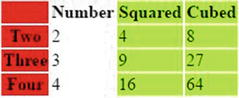 Number Squared Cubed
Two 2 4 8
Three 3 9 27
Four 4 16 64